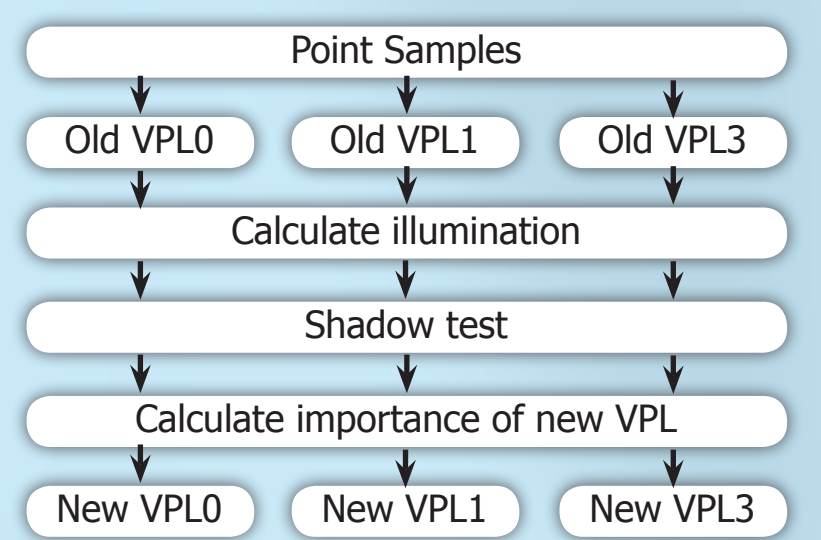 Point Samples
Old VPL0 Old VPL1 Old VPL3
Calculate illumination
Shadow test
Calculate importance of new VPL
New VPL0 New VPL1 New VPL3